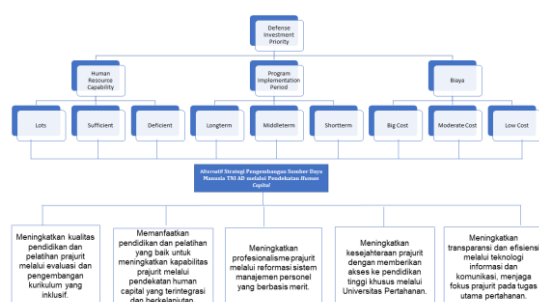 Defense
Investment
Priority
Human
Resource
Capability
Program
Implementation
Period
Biaya
Lots
Sufficient
Deficient
Longterm
Middleterm
Shortterm
Big Cost
Moderate Cost
Low Cost
Alternatif Strategi Pengembangan Sumber Daya
Manusia TNI AD melalui Pendekatan Human
Capital
Meningkatkan kualitas
pendidikan dan
pelatihan prajurit
melalui evaluasi dan
pengembangan
kurikulum yang
inklusif.
Memanfaatkan
pendidikan dan pelatihan
yang baik untuk
meningkatkan kapabilitas
prajurit melalui
pendekatan human
capital yang terintegrasi
dan berkelanjutan
Meningkatkan
profesionalisme prajurit
melalui reformasi sistem
manajemen personel
yang berbasis merit.
Meningkatkan
kesejahteraan prajurit
dengan memberikan
akses ke pendidikan
tinggi khusus melalui
Universitas Pertahanan.
Meningkatkan
transparansi dan efisiensi
melalui teknologi
informasi dan
komunikasi, menjaga
fokus prajurit pada tugas
utama pertahanan.